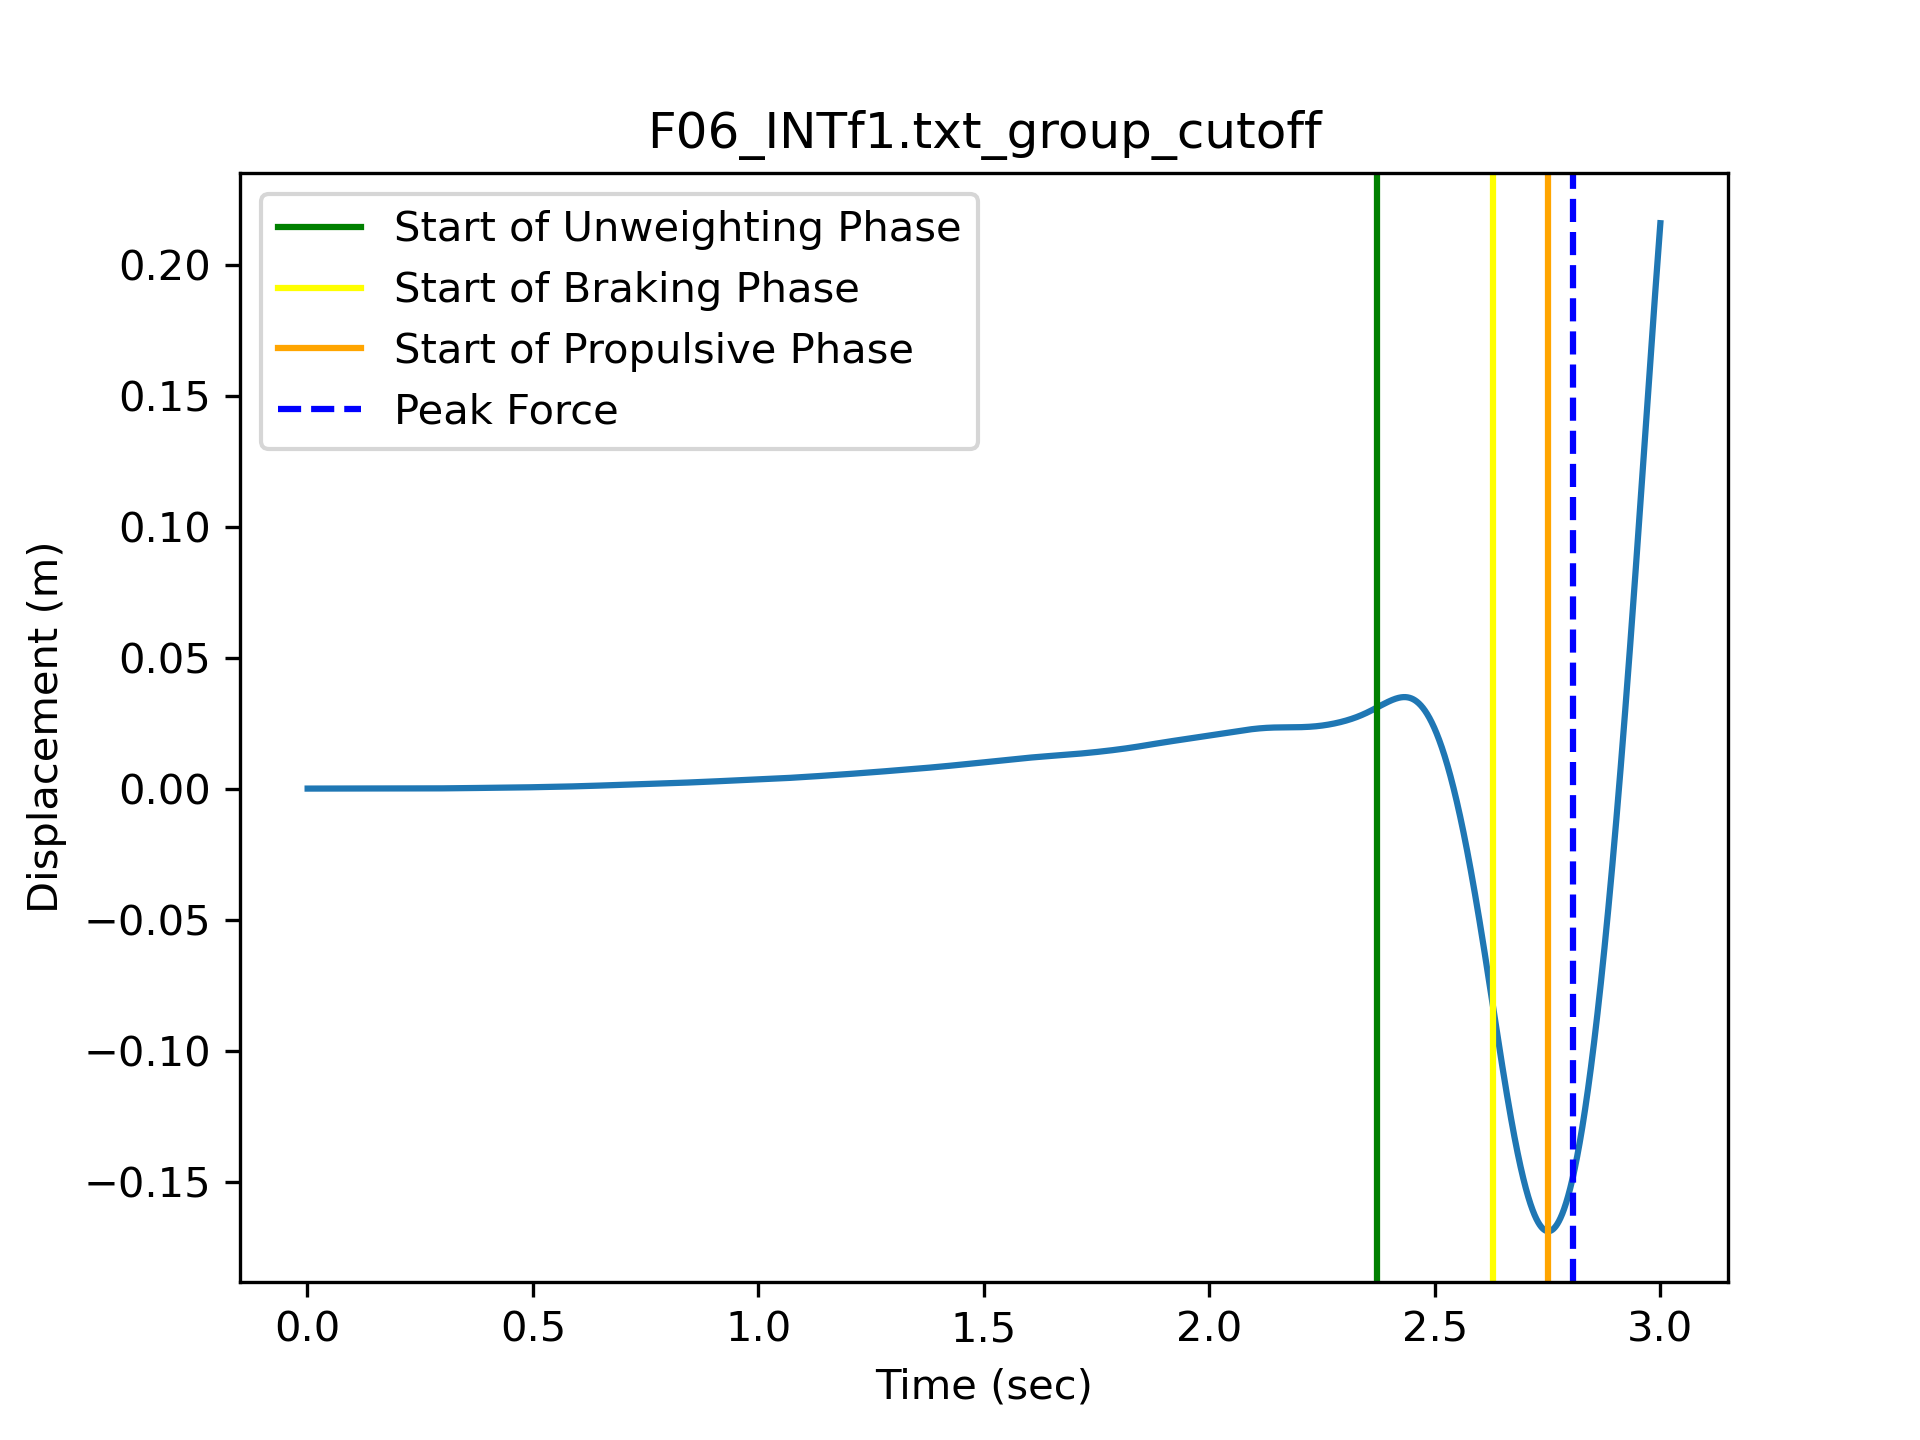 F06_INTf1.txt_group_cutoff
Start of Unweighting Phase
Start of Braking Phase
Start of Propulsive Phase
Peak Force
0.20
0.15
0.10
0.05
0.00
−0.05
−0.10
−0.15
Displacement (m)
0.0 0.5 1.0 1.5 2.0 2.5 3.0
Time (sec)